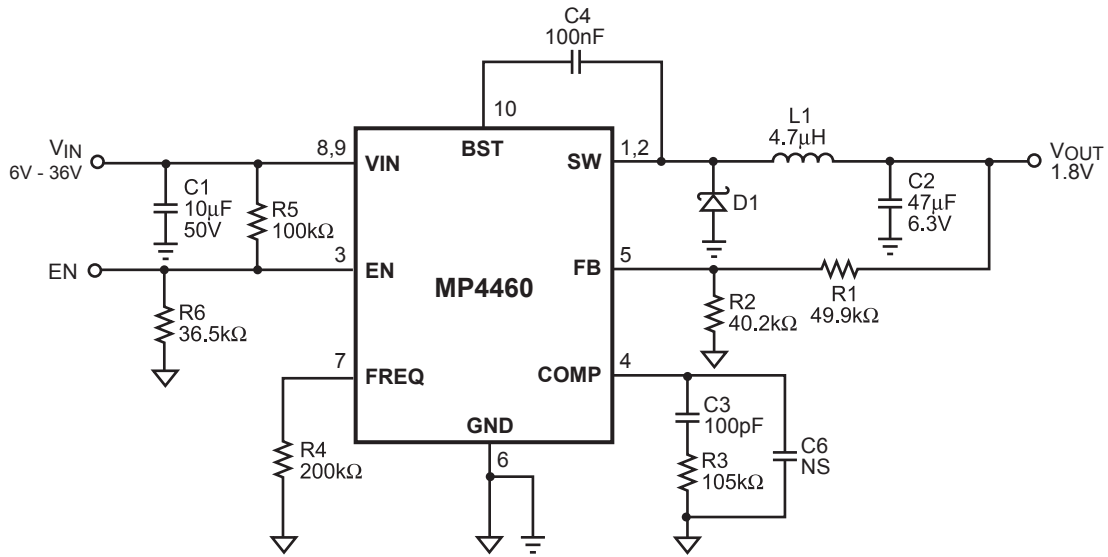 C4
100nF
10
L1
4.7µH
VIN
6V - 36V
8,9
VIN
BST
SW
1,2
VOUT
1.8V
C1
10µF
50V
R5
100kΩ
D1
C2
47µF
6.3V
EN
3
EN
MP4460
FB
5
R1
49.9kΩ
R6
36.5kΩ
R2
40.2kΩ
7
FREQ
COMP
4
GND
6
R4
200kΩ
C3
100pF
R3
105kΩ
C6
NS